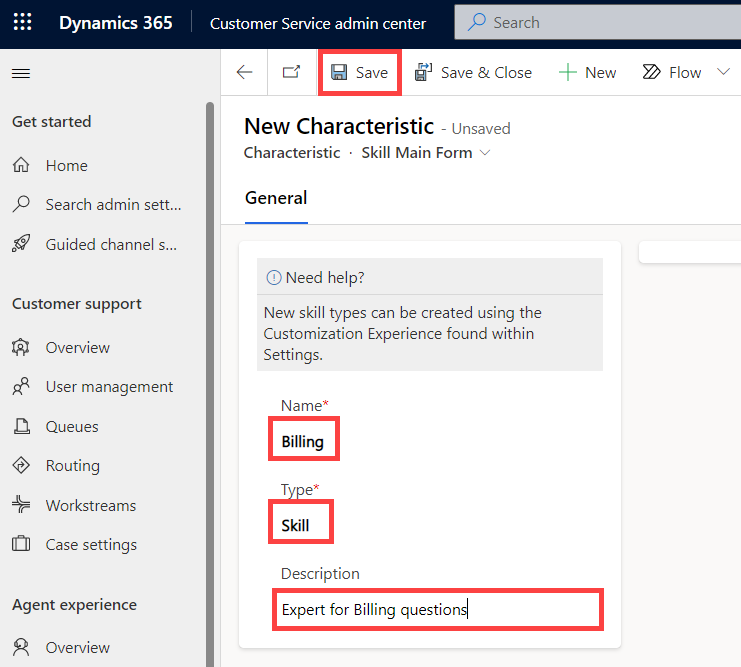 Dynamics 365 Customer Service admin center Search
Save Save & Close New Flow
Get started
Home
Search admin sett...
Guided channel s...
Customer support
Overview
User management
Queues
Routing
Workstreams
Case settings
Agent experience
Overview
New Characteristic - Unsaved
Characteristic · Skill Main Form
General
Need help?
New skill types can be created using the
Customization Experience found within
Settings.
Name*
Billing
Type*
Skill
Description
Expert for Billing questions